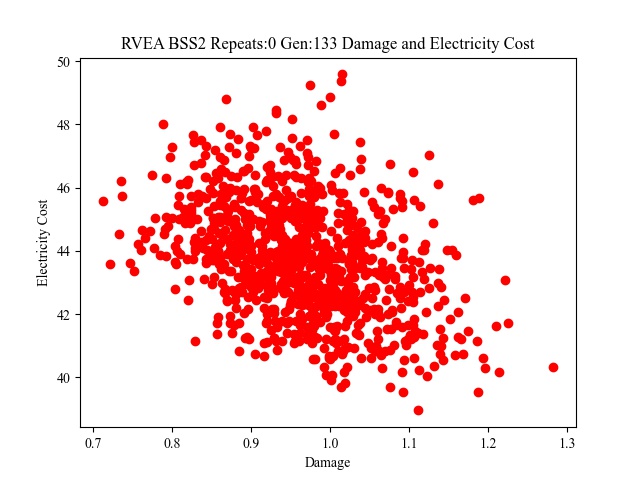 RVEA BSS2 Repeats:0 Gen:133 Damage and Electricity Cost
50
48
46
44
42
40
Electricity Cost
0.7 0.8 0.9 1.0 1.1 1.2 1.3
Damage